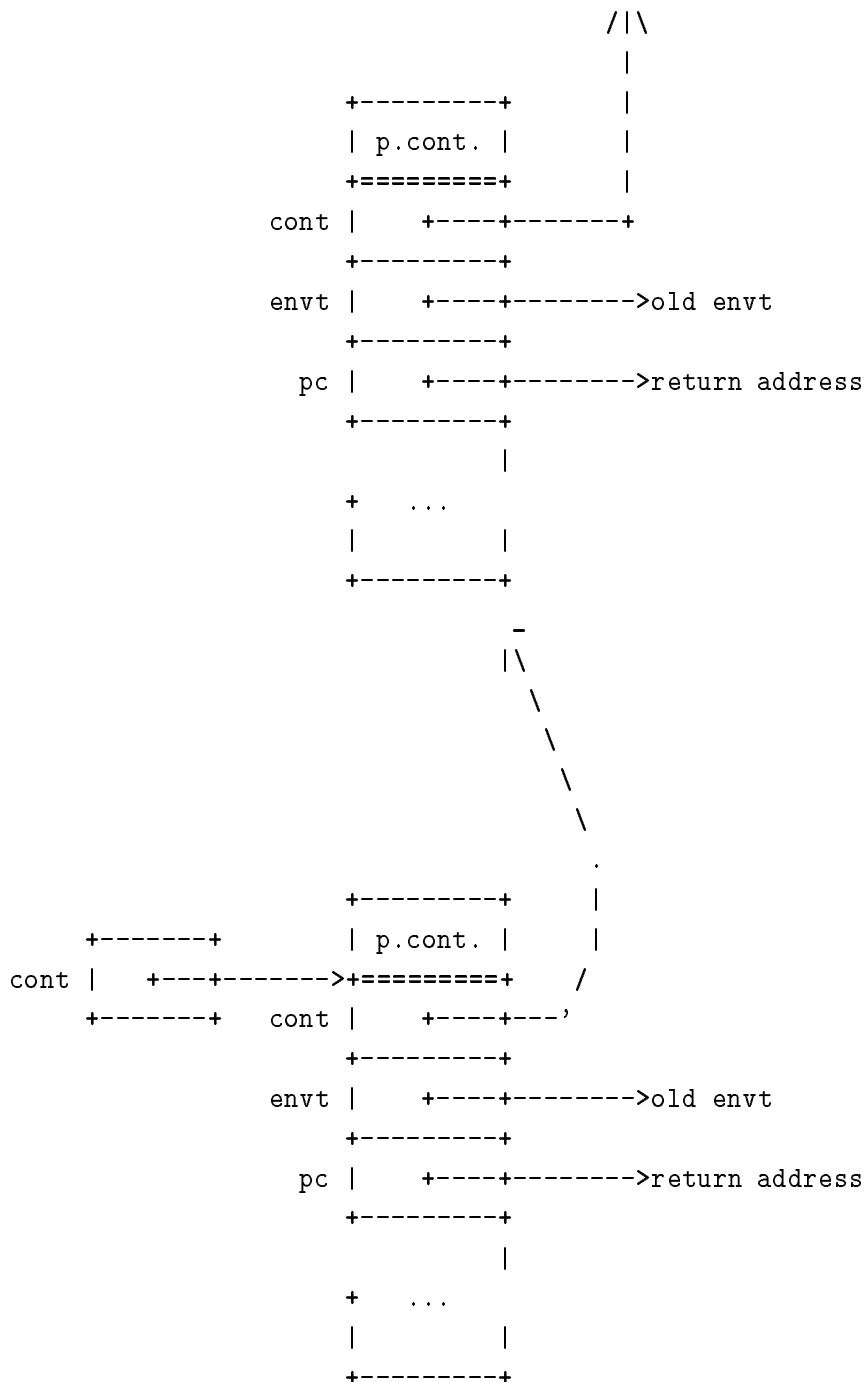 p.cont.
cont
envt old envt
pc return address
...
p.cont.
cont
cont
envt old envt
pc return address
...